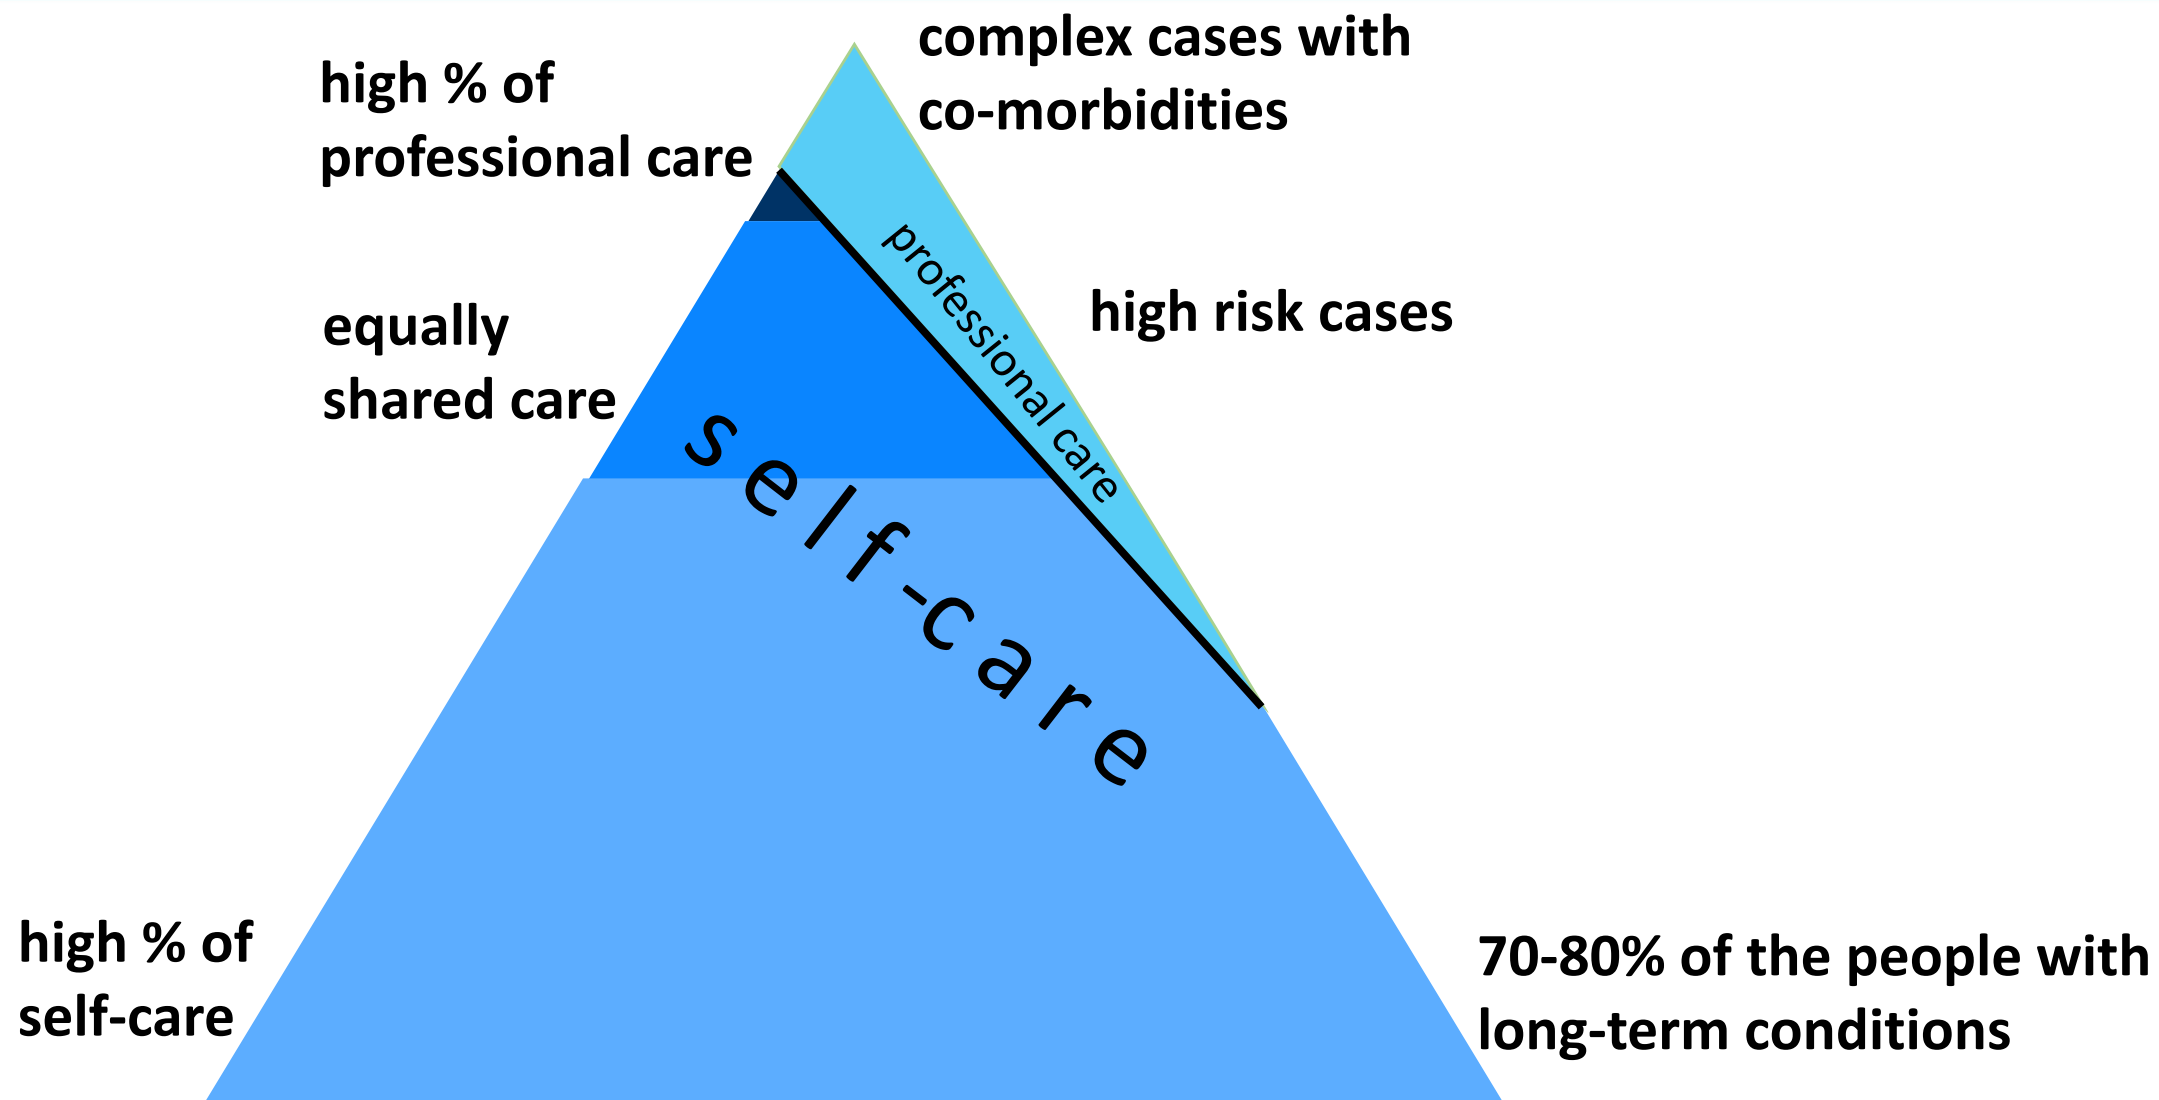 high % of
professional care
complex cases with
co-morbidities
equally
shared care
professional care
high risk cases
self-care
high % of
self-care
70-80% of the people with
long-term conditions